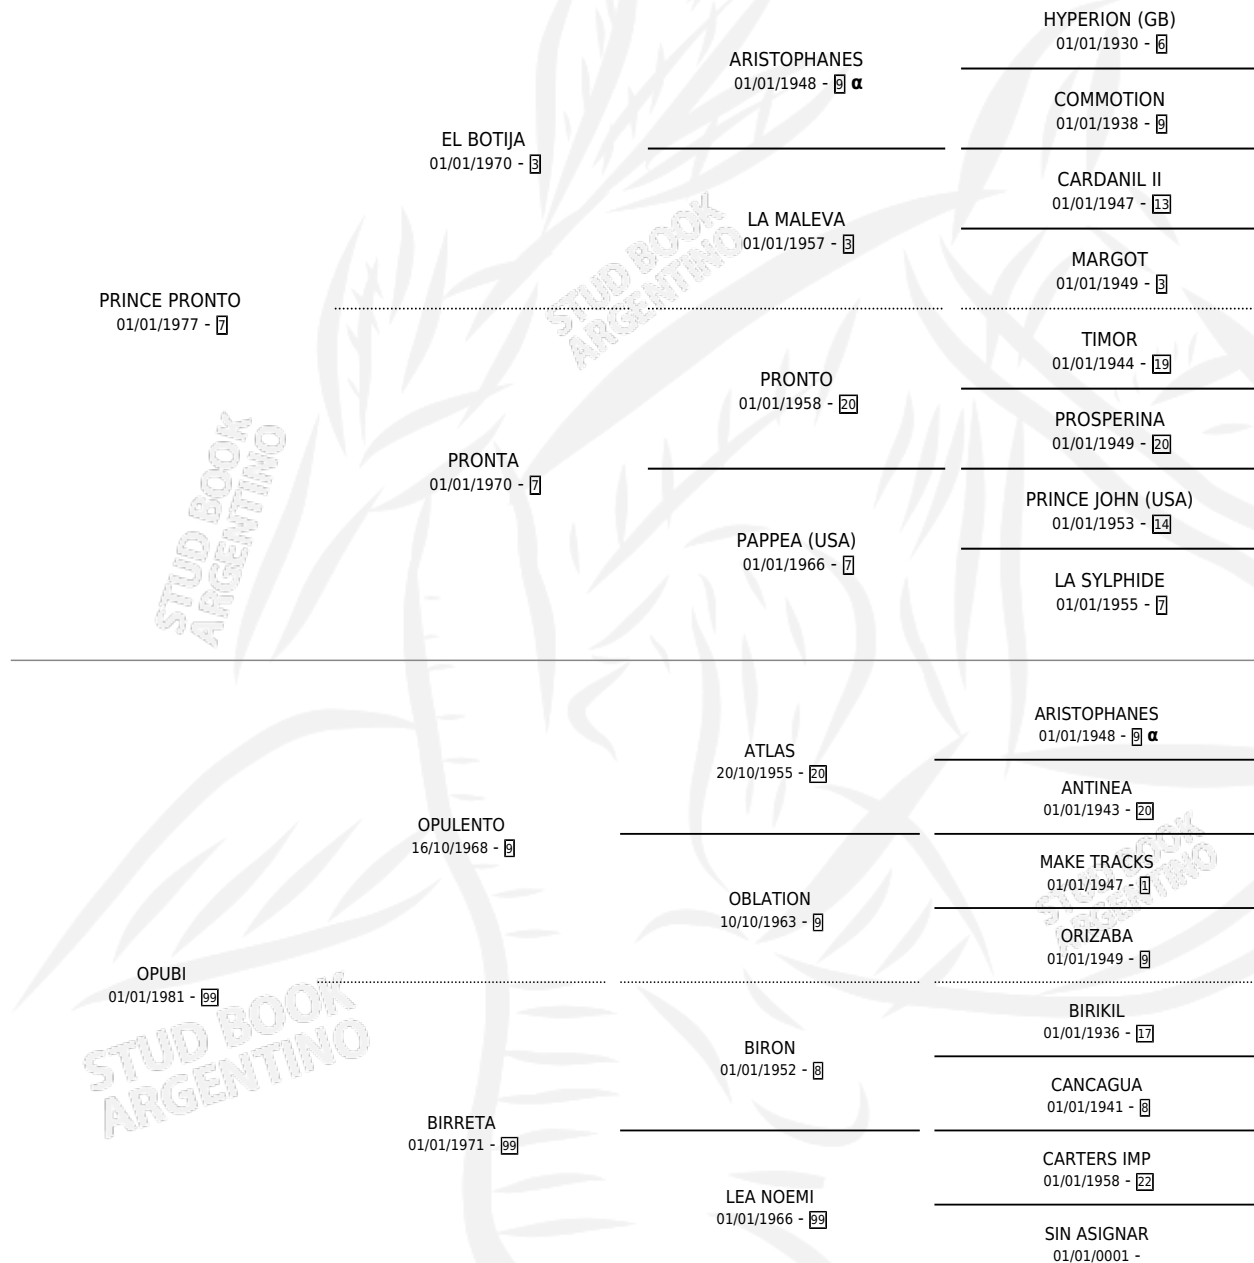 HYPERION (GB)
01/01/1930 - 6
ARISTOPHANES
01/01/1948 - 9 α
COMMOTION
01/01/1938 - 9
EL BOTIJA
01/01/1970 - 3
CARDANIL II
01/01/1947 - 13
LA MALEVA
01/01/1957 - 3
MARGOT
01/01/1949 - 3
PRINCE PRONTO
01/01/1977 - 7
TIMOR
01/01/1944 - 19
PRONTO
01/01/1958 - 20
PROSPERINA
01/01/1949 - 20
PRONTA
01/01/1970 - 7
PRINCE JOHN (USA)
01/01/1953 - 14
PAPPEA (USA)
01/01/1966 - 7
LA SYLPHIDE
01/01/1955 - 7
ARISTOPHANES
01/01/1948 - 9 α
ATLAS
20/10/1955 - 20
ANTINEA
01/01/1943 - 20
OPULENTO
16/10/1968 - 9
MAKE TRACKS
01/01/1947 - 1
OBLATION
10/10/1963 - 9
ORIZABA
01/01/1949 - 9
OPUBI
01/01/1981 - 99
BIRIKIL
01/01/1936 - 17
BIRON
01/01/1952 - 8
CANCAGUA
01/01/1941 - 8
BIRRETA
01/01/1971 - 99
CARTERS IMP
01/01/1958 - 22
LEA NOEMI
01/01/1966 - 99
SIN ASIGNAR
01/01/0001 -
STUD BOOK
ARGENTINO
STUD BOOK
ARGENTINO
STUD BOOK
ARGENTINO
STUD BOOK
ARGENTINO